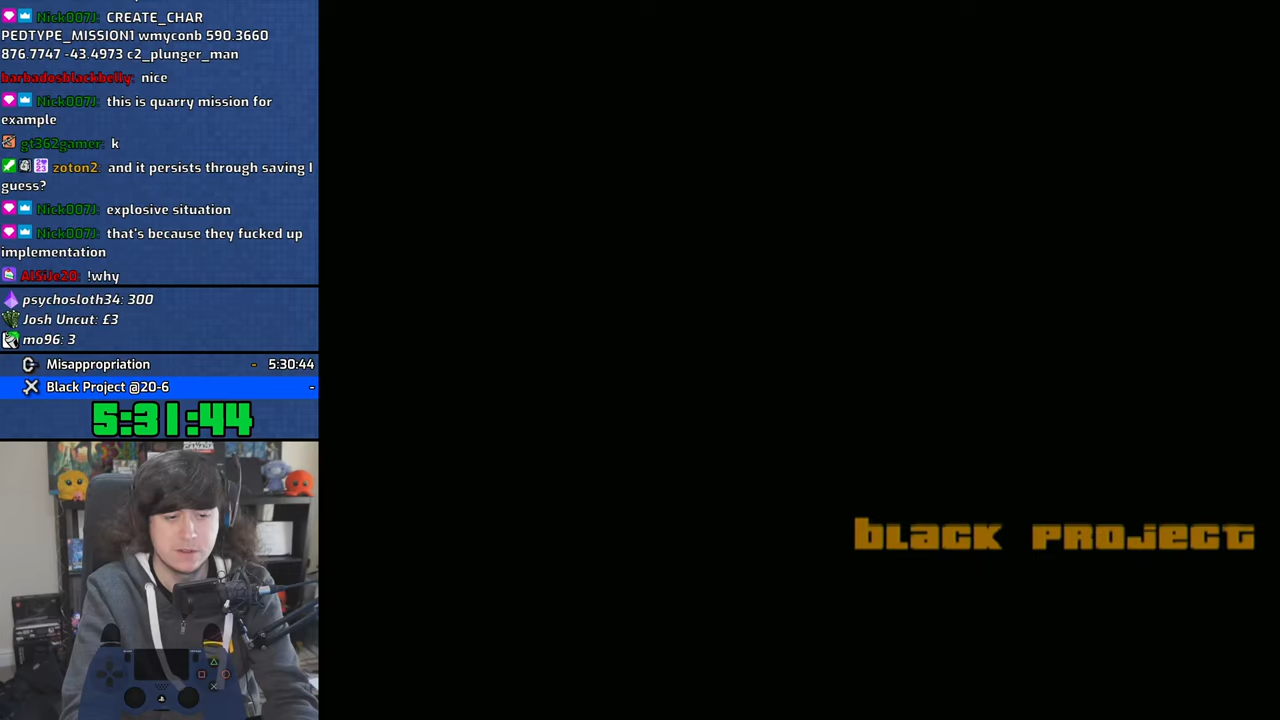 Nick007J: CREATE_CHAR
PEDTYPE_MISSION1 wmyconb 590.3660
876.7747 -43.4973 c2_plunger_man
barbadosblackbelly: nice
Nick007J: this is quarry mission for
example
gt362gamer: k
zoton2: and it persists through saving I
guess?
Nick007J: explosive situation
Nick007J: that's because they fucked up
implementation
AlSiJe20: !why
psychosloth34: 300
Josh Uncut: £3
mo96: 3
Misappropriation - 5:30:44
Black Project @20-6 -
5:31:44
BLACK PROJECT